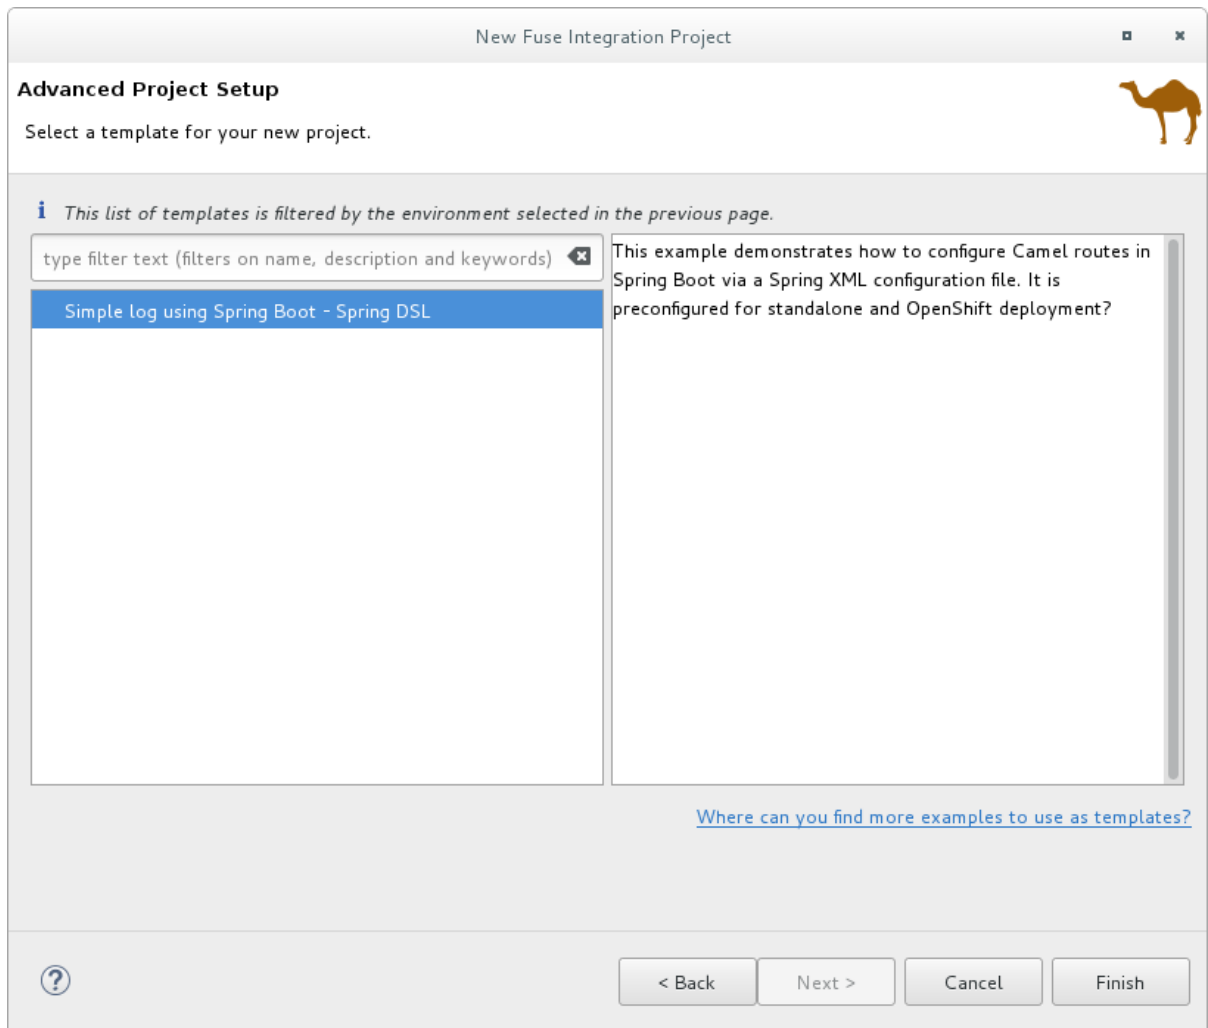 New Fuse Integration Project
Advanced Project Setup
Select a template for your new project.
i This list of templates is filtered by the environment selected in the previous page.
type filter text (filters on name, description and keywords)
Simple log using Spring Boot - Spring DSL
This example demonstrates how to configure Camel routes in
Spring Boot via a Spring XML configuration file. It is
preconfigured for standalone and OpenShift deployment?
Where can you find more examples to use as templates?
?
< Back
Next >
Cancel
Finish